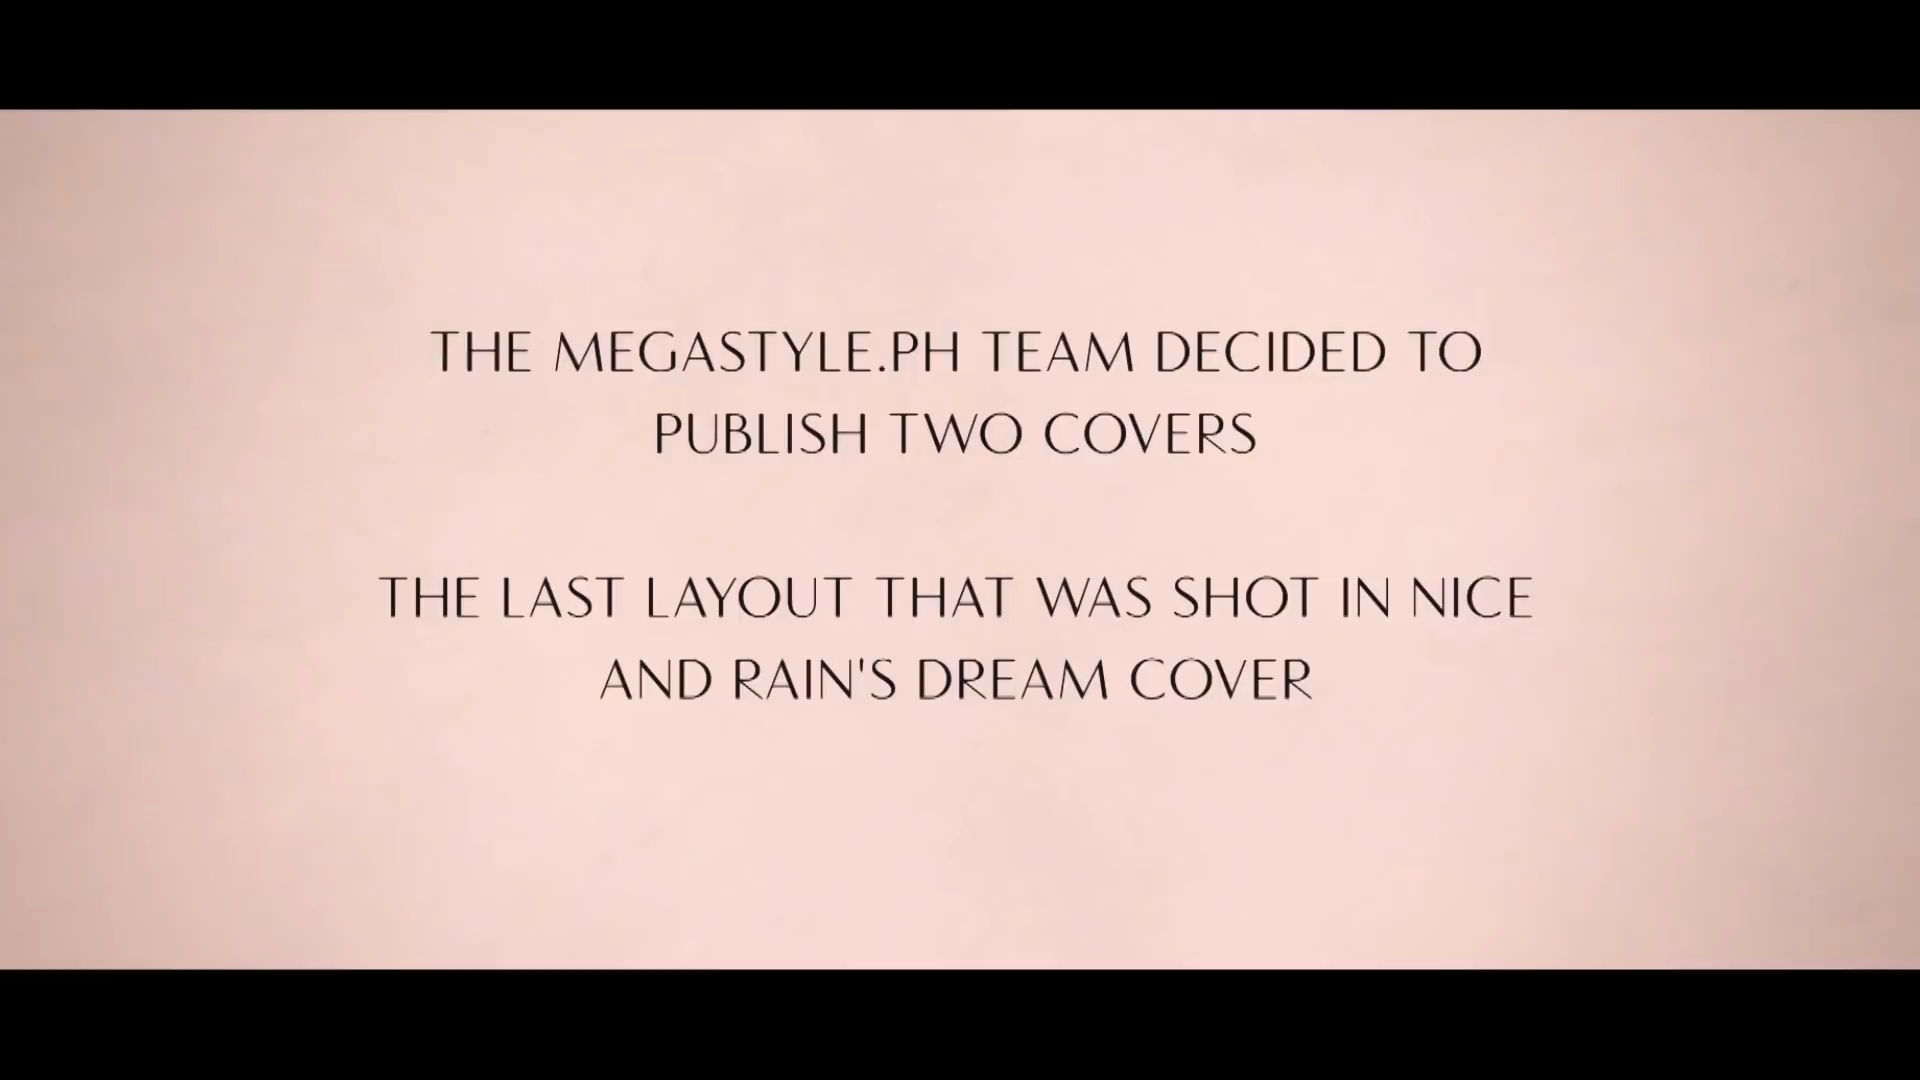 THE MEGASTYLE.PH TEAM DECIDED TO
PUBLISH TWO COVERS
THE LAST LAYOUT THAT WAS SHOT IN NICE
AND RAIN'S DREAM COVER